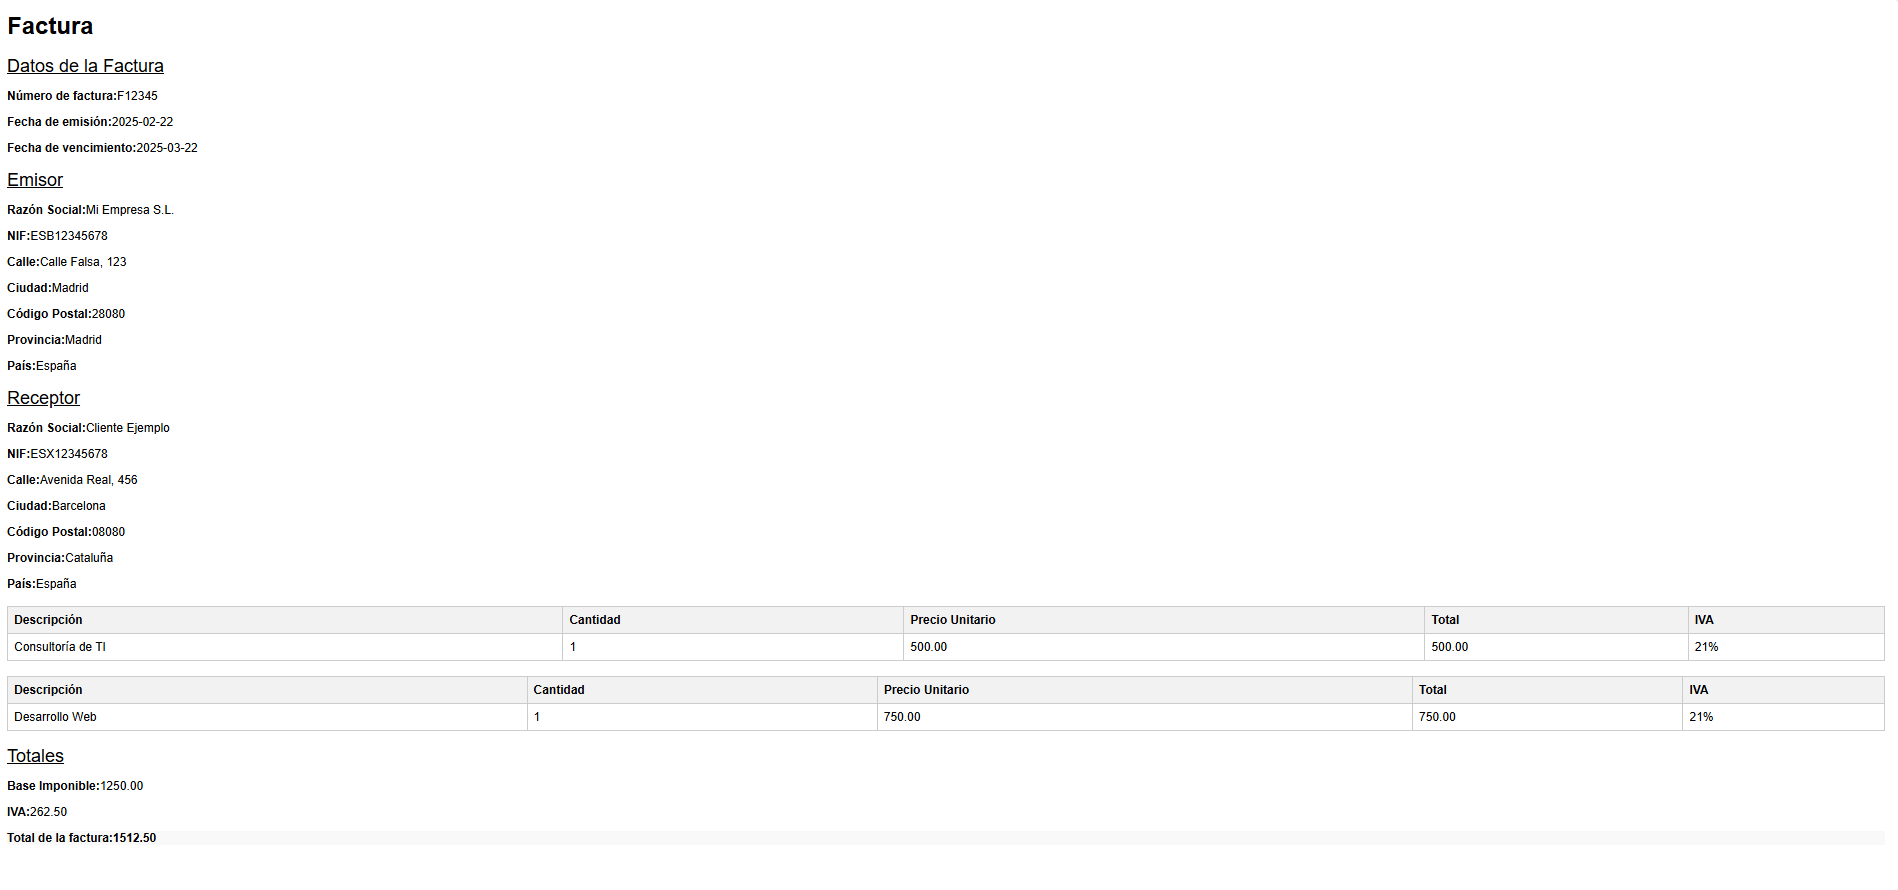 Factura
Datos de la Factura
Número de factura:F12345
Fecha de emisión:2025-02-22
Fecha de vencimiento:2025-03-22
Emisor
Razón Social:Mi Empresa S.L.
NIF:ESB12345678
Calle:Calle Falsa, 123
Ciudad:Madrid
Código Postal:28080
Provincia:Madrid
País:España
Receptor
Razón Social:Cliente Ejemplo
NIF:ESX12345678
Calle:Avenida Real, 456
Ciudad:Barcelona
Código Postal:08080
Provincia:Cataluña
País:España
Descripción Cantidad Precio Unitario Total IVA
Consultoría de TI 1 500.00 500.00 21%
Descripción Cantidad Precio Unitario Total IVA
Desarrollo Web 1 750.00 750.00 21%
Totales
Base Imponible:1250.00
IVA:262.50
Total de la factura:1512.50